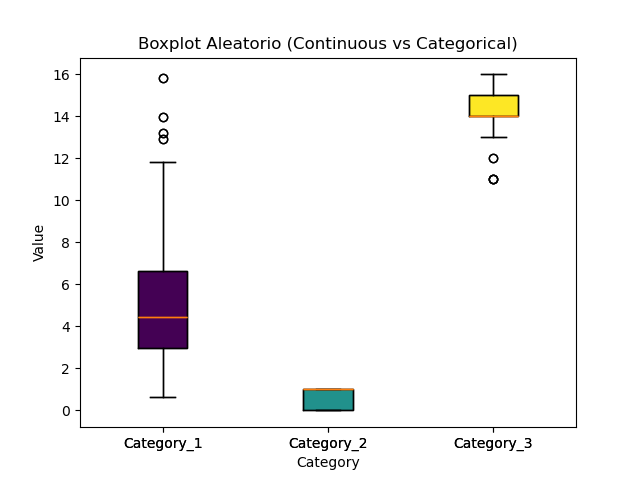 Boxplot Aleatorio (Continuous vs Categorical)
16
14
12
10
8
6
4
2
0
Value
Category_1 Category_2 Category_3
Category